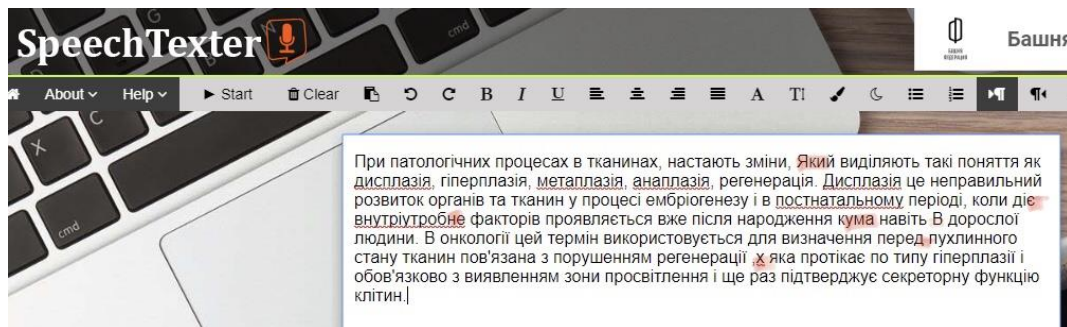 SpeechTexter
Башня
About Help Start Clear B I U A T!
При патологічних процесах в тканинах, настають зміни, Який виділяють такі поняття як
дисплазія, гіперплазія, метаплазія, анаплазія, регенерація. Дисплазія це неправильний
розвиток органів та тканин у процесі ембріогенезу і в постнатальному періоді, коли діє
внутріутробне факторів проявляється вже після народження кума навіть В дорослої
людини. В онкології цей термін використовується для визначення перед пухлинного
стану тканин пов'язана з порушенням регенерації ,х яка протікає по типу гіперплазії і
обов'язково з виявленням зони просвітлення і ще раз підтверджує секреторну функцію
клітин.